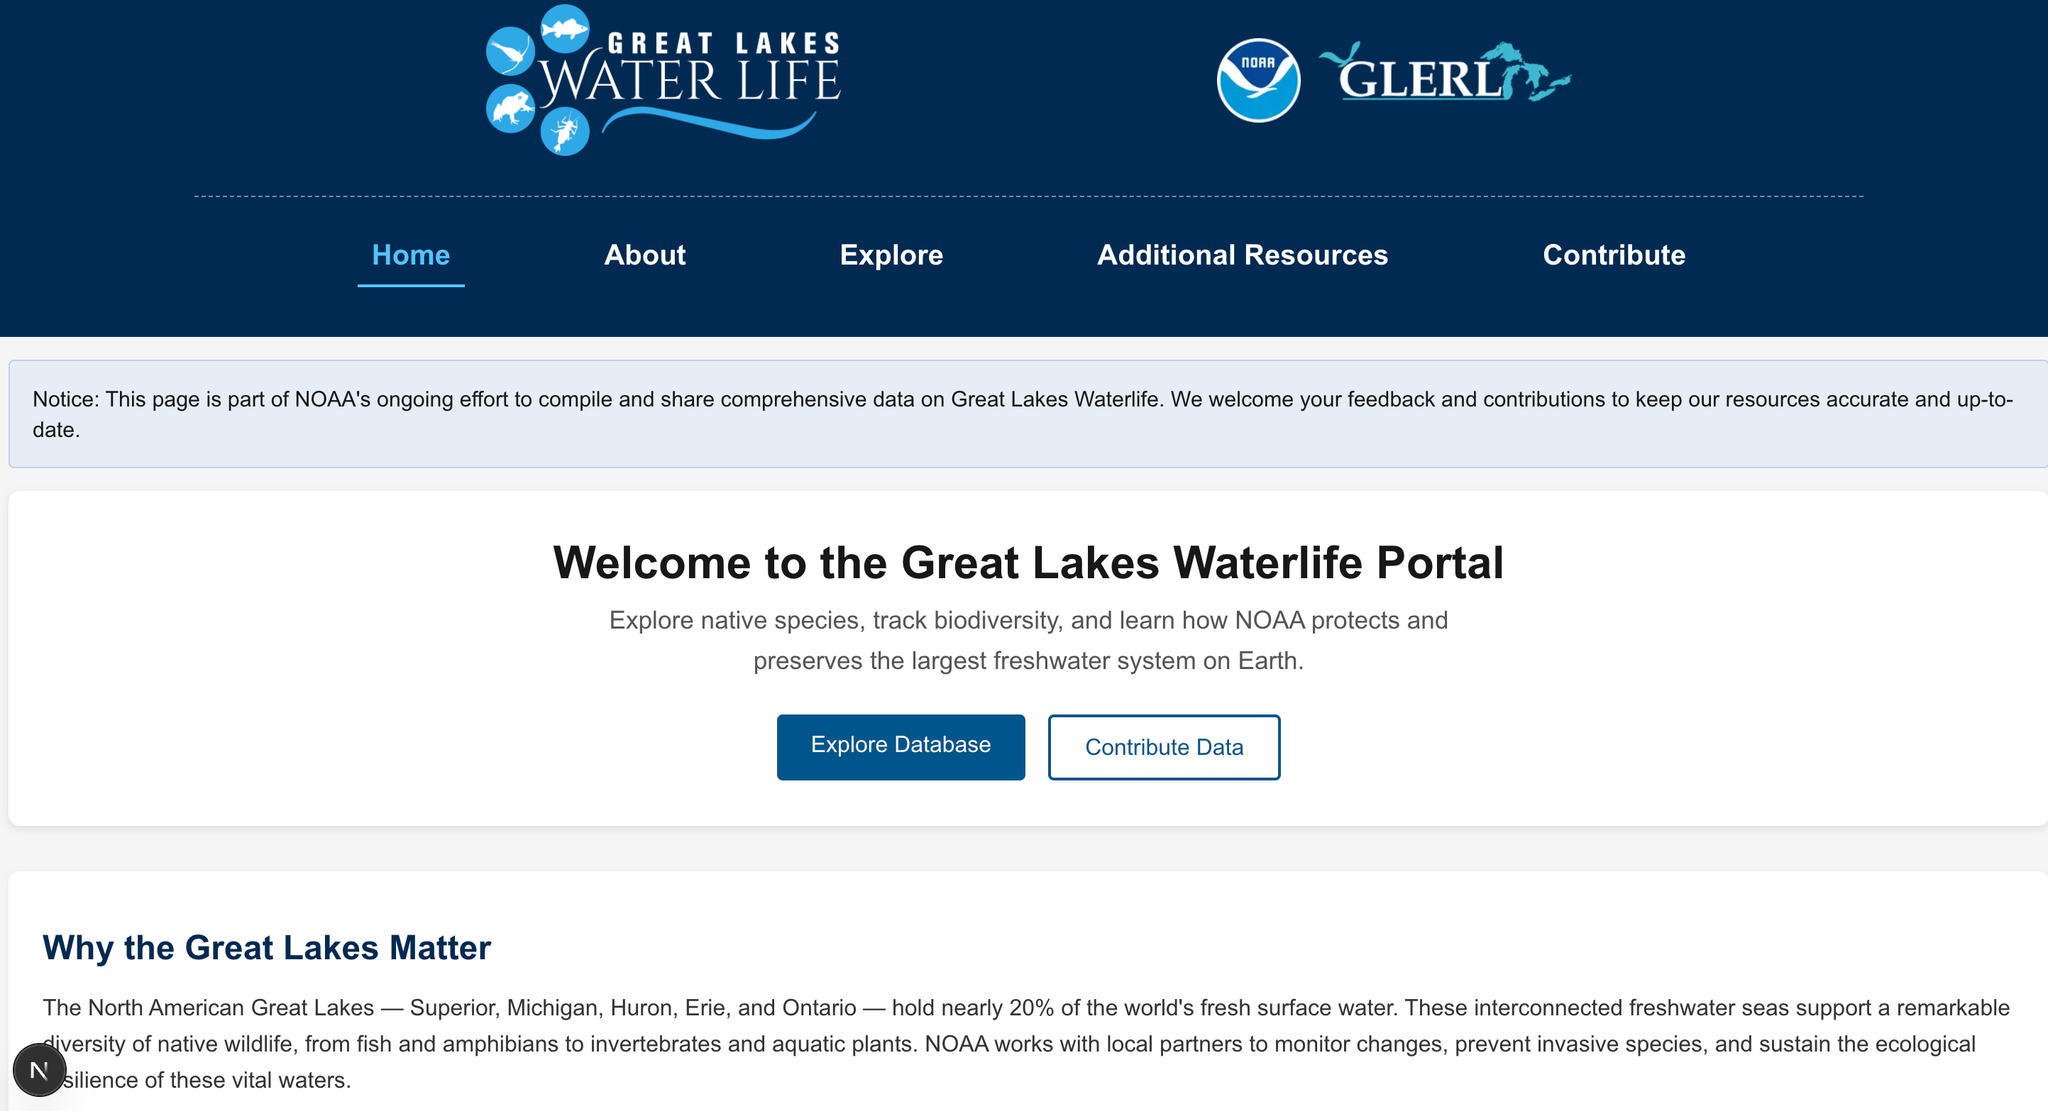 GREAT LAKES
WATER LIFE
NOAA
GLERL
Home
About
Explore
Additional Resources
Contribute
Notice: This page is part of NOAA's ongoing effort to compile and share comprehensive data on Great Lakes Waterlife. We welcome your feedback and contributions to keep our resources accurate and up-to-
date.
Welcome to the Great Lakes Waterlife Portal
Explore native species, track biodiversity, and learn how NOAA protects and
preserves the largest freshwater system on Earth.
Explore Database
Contribute Data
Why the Great Lakes Matter
The North American Great Lakes — Superior, Michigan, Huron, Erie, and Ontario — hold nearly 20% of the world's fresh surface water. These interconnected freshwater seas support a remarkable
diversity of native wildlife, from fish and amphibians to invertebrates and aquatic plants. NOAA works with local partners to monitor changes, prevent invasive species, and sustain the ecological
silience of these vital waters.
N